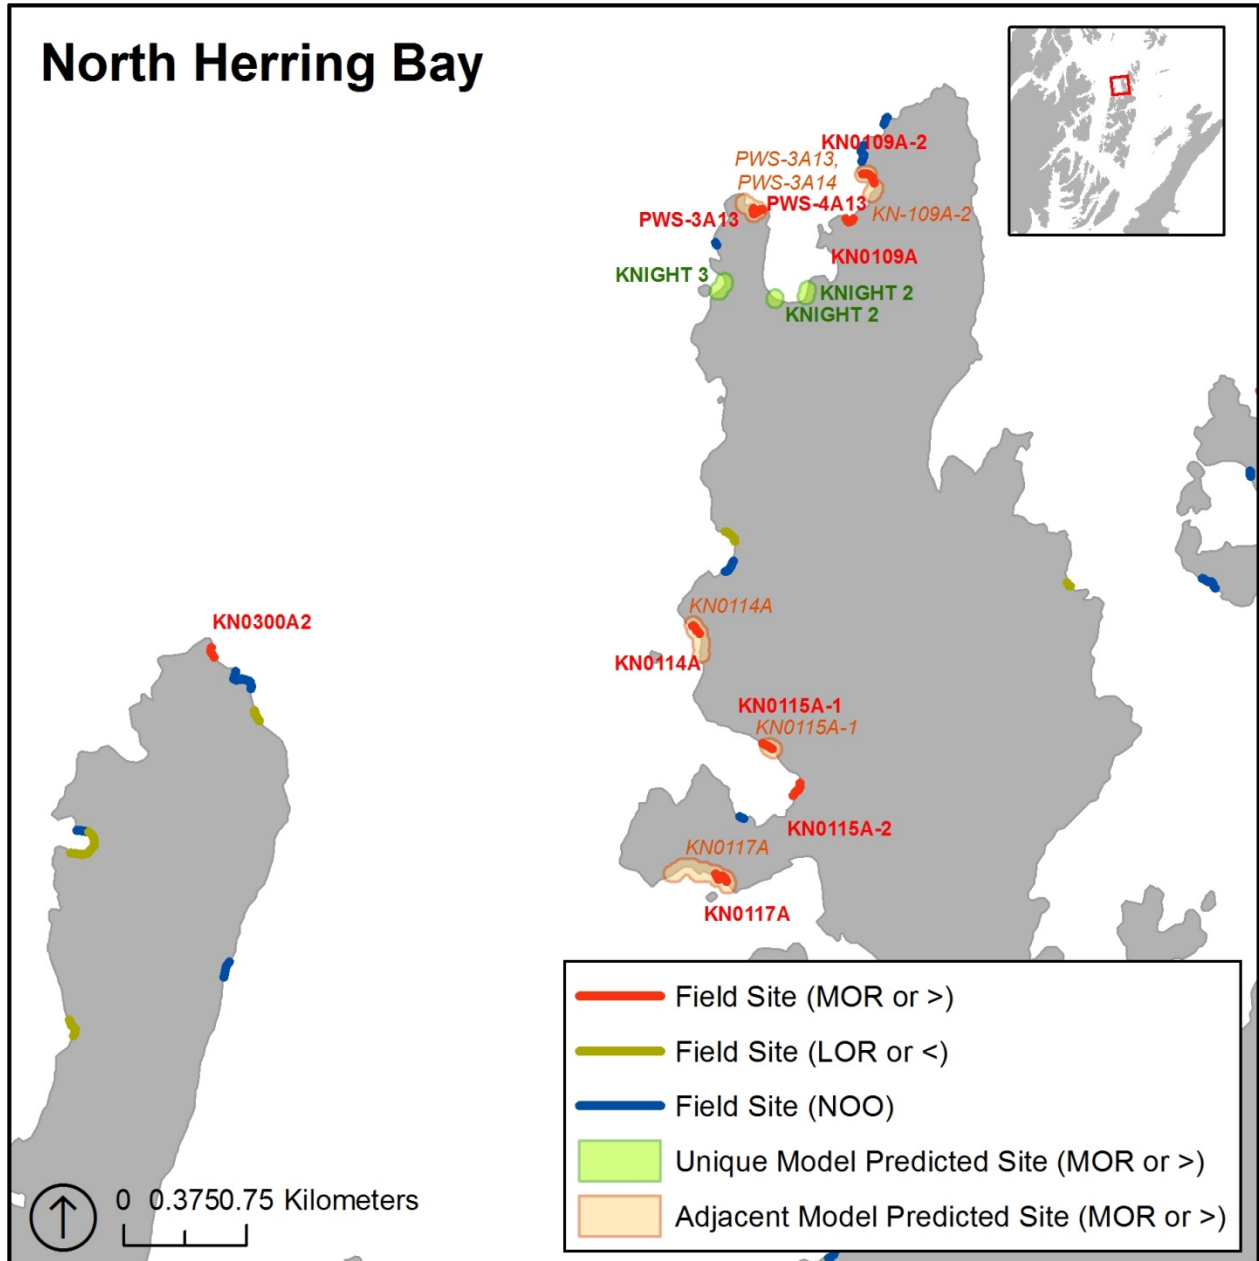 North Herring Bay
KN0109A-2
PWS-3A13,
PWS-3A14
PWS-4A13
PWS-3A13
KN-109A-2
KN0109A
KNIGHT 3
KNIGHT 2
KNIGHT 2
KN0114A
KN0300A2
KN0114A
KN0115A-1
KN0115A-1
KN0115A-2
KN0117A
KN0117A
Field Site (MOR or >)
Field Site (LOR or <)
Field Site (NOO)
Unique Model Predicted Site (MOR or >)
Adjacent Model Predicted Site (MOR or >)
0 0.3750.75 Kilometers